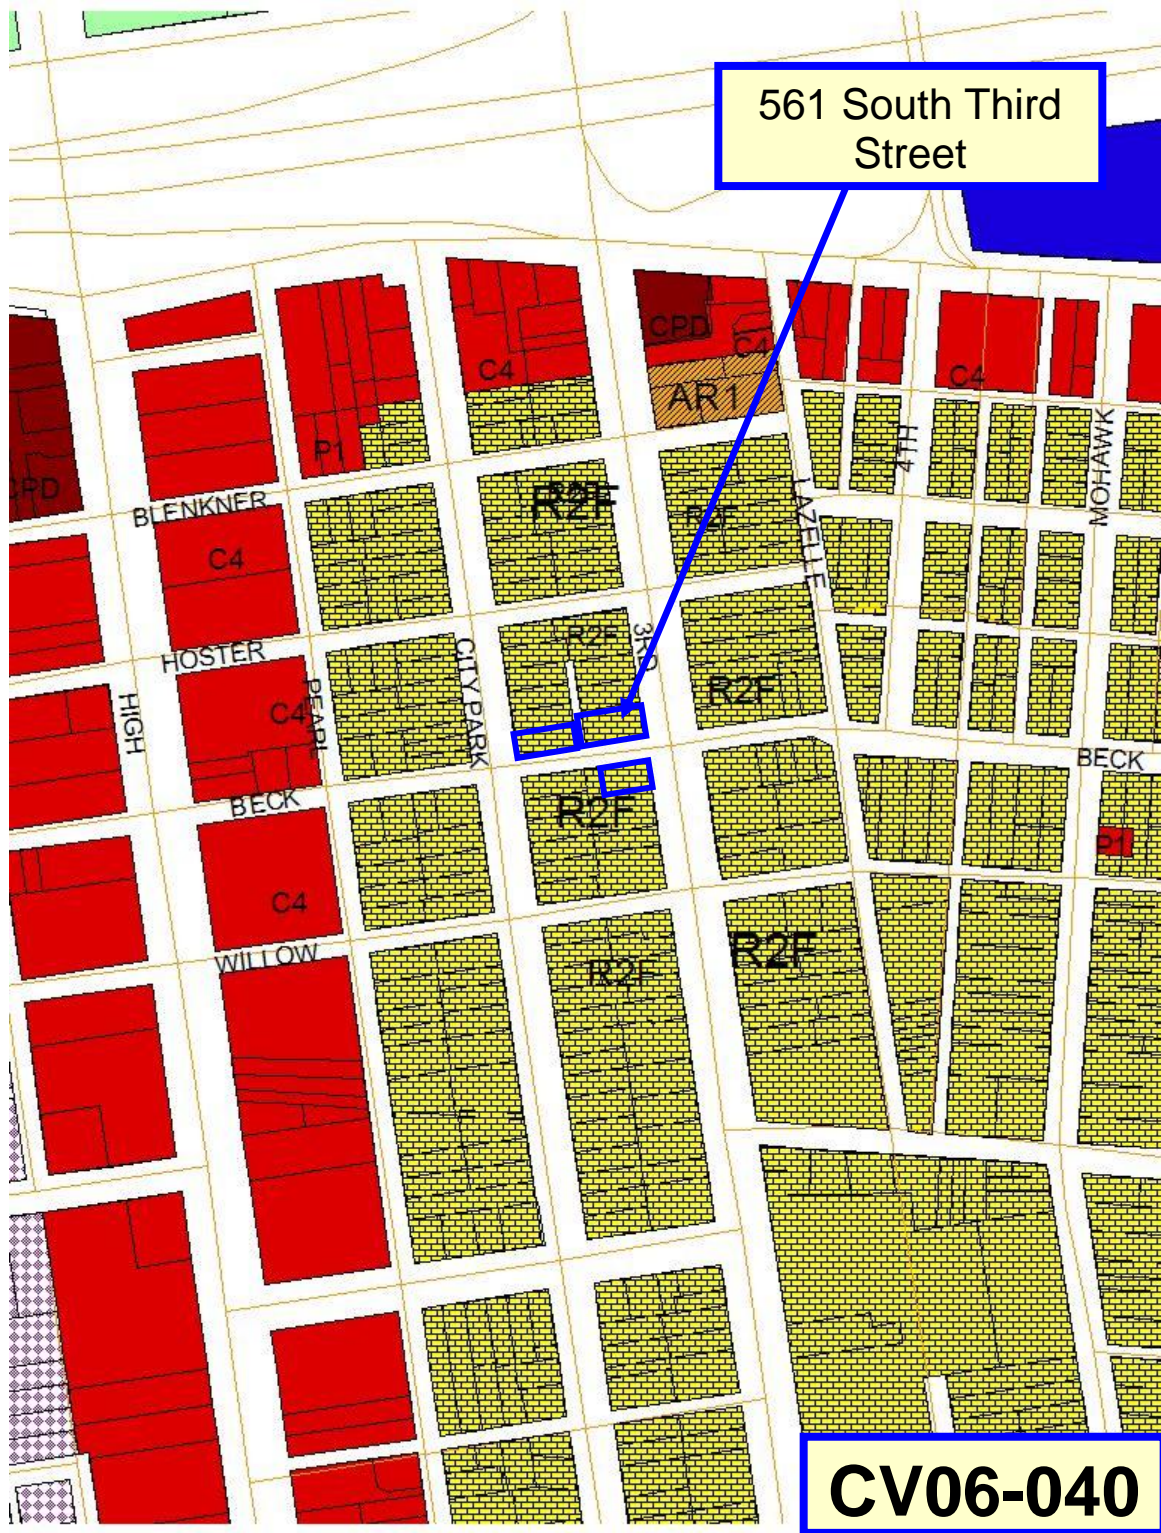 561 South Third
Street
CPD
C4
C4
C4
AR1
P1
4TH
MOHAWK
CPD
BLENKNER
R2F
R2F
LAZELLE
C4
HOSTER
CITY PARK
R2F
3RD
R2F
HIGH
C4
PEARL
BECK
BECK
R2F
P1
C4
WILLOW
R2F
R2F
CV06-040